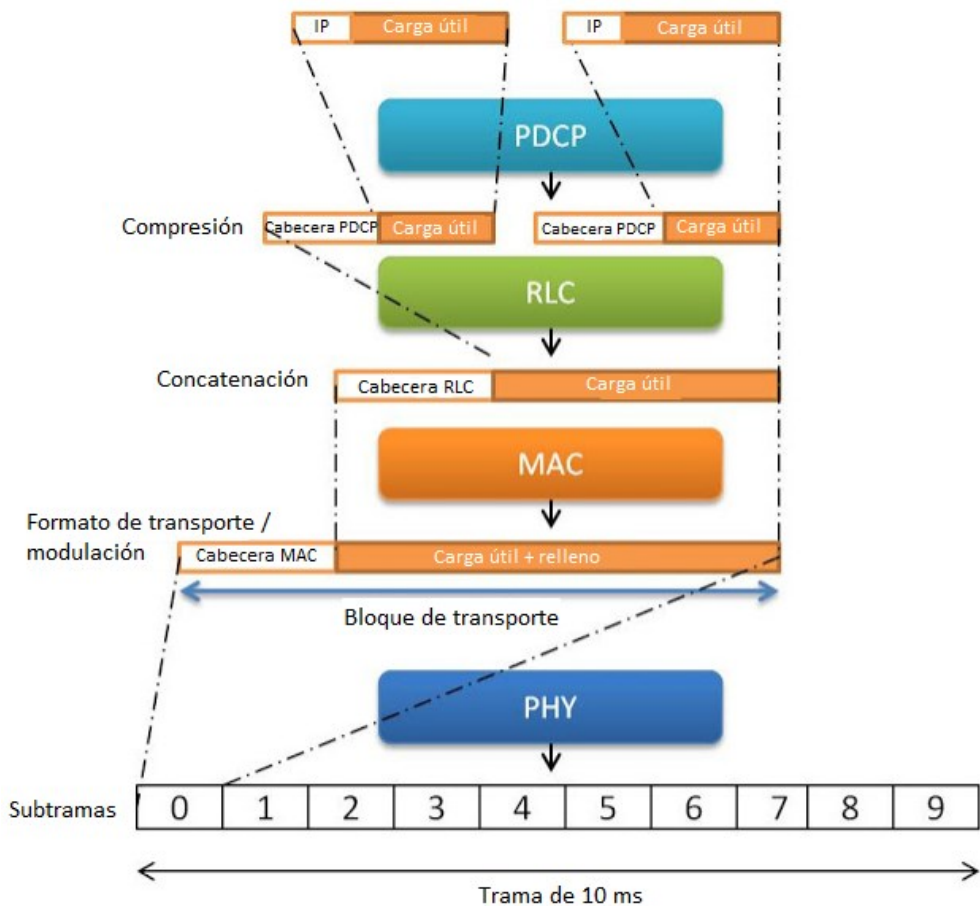 IP Carga útil IP Carga útil
PDCP
Compresión Cabecera PDCP Carga útil Cabecera PDCP Carga útil
RLC
Concatenación Cabecera RLC Carga útil
MAC
Formato de transporte /
modulación Cabecera MAC Carga útil + relleno
Bloque de transporte
PHY
Subtramas 0 1 2 3 4 5 6 7 8 9
Trama de 10 ms